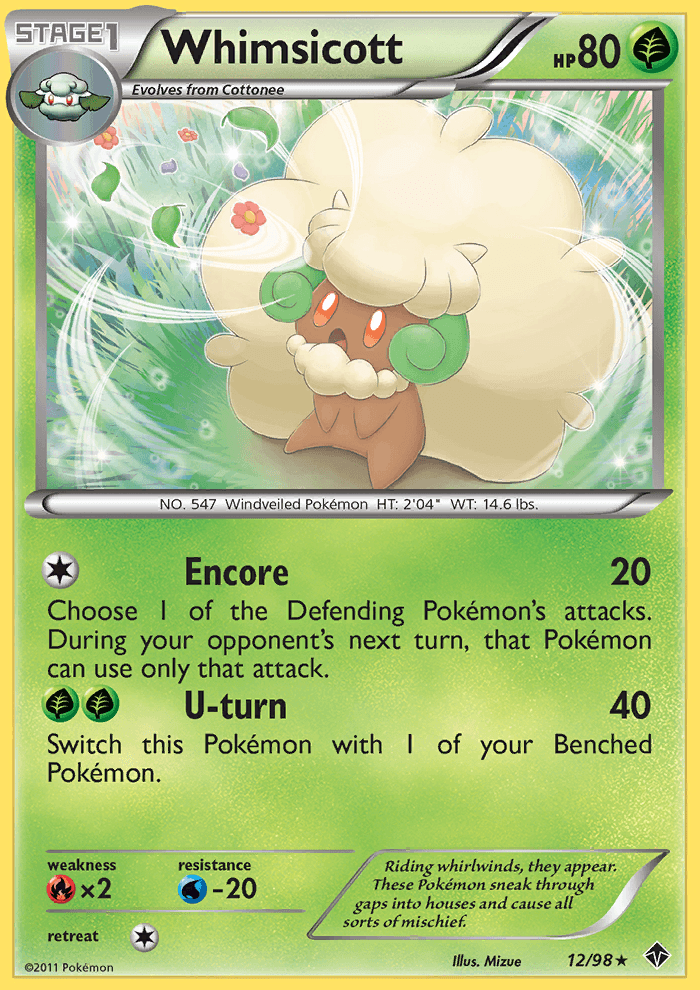 STAGE1
Whimsicott
HP80
Evolves from Cottonee
NO. 547 Windveiled Pokémon HT: 2'04" WT: 14.6 lbs.
Encore 20
Choose 1 of the Defending Pokémon's attacks.
During your opponent's next turn, that Pokémon
can use only that attack.
U-turn 40
Switch this Pokémon with 1 of your Benched
Pokémon.
weakness
×2
resistance
-20
retreat
Riding whirlwinds, they appear.
These Pokémon sneak through
gaps into houses and cause all
sorts of mischief.
©2011 Pokémon
Illus. Mizue
12/98★